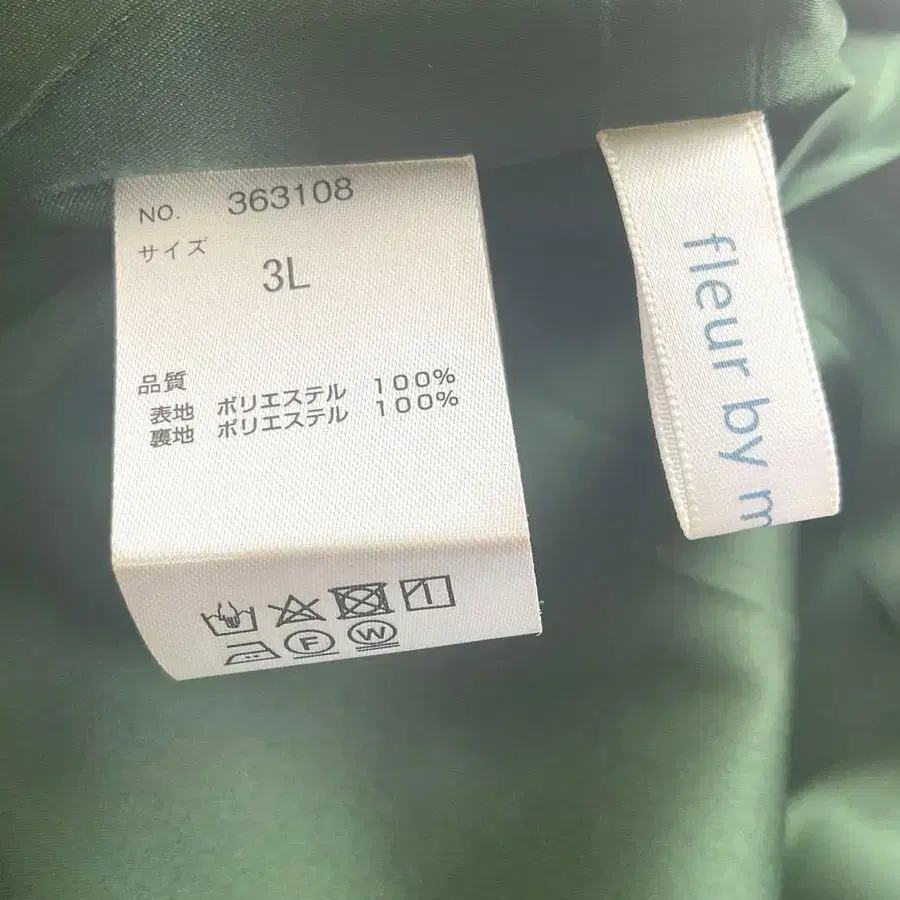 NO. 363108
サイズ
3L
品質
表地 ポリエステル 100%
裏地 ポリエステル 100%
F W
fleur by m